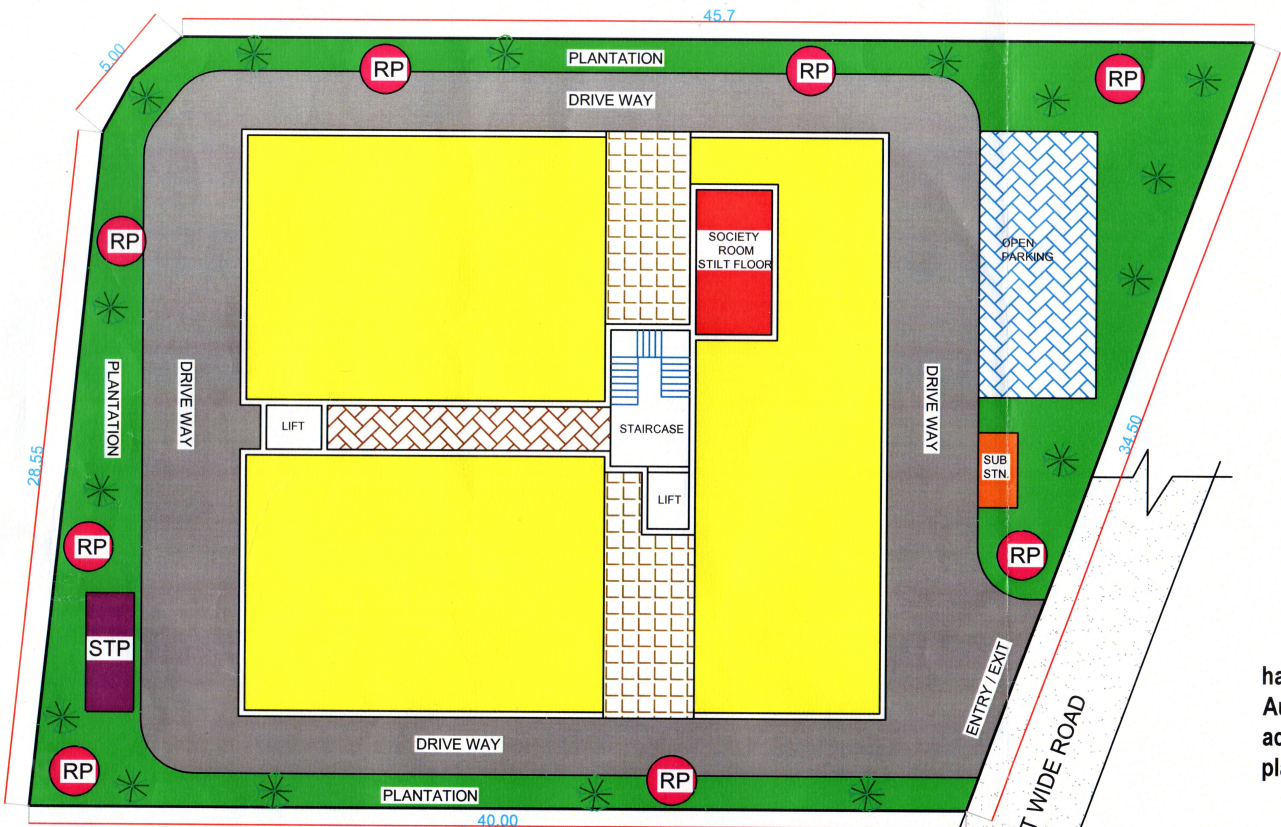 45.7
5.00
PLANTATION
RP
RP
RP
DRIVE WAY
RP
SOCIETY
ROOM
STILT FLOOR
OPEN
PARKING
PLANTATION
DRIVE WAY
DRIVE WAY
LIFT
STAIRCASE
34.50
28.55
SUB
STN.
LIFT
RP
RP
STP
ENTRY / EXIT
WIDE ROAD
DRIVE WAY
RP
RP
PLANTATION
40.00